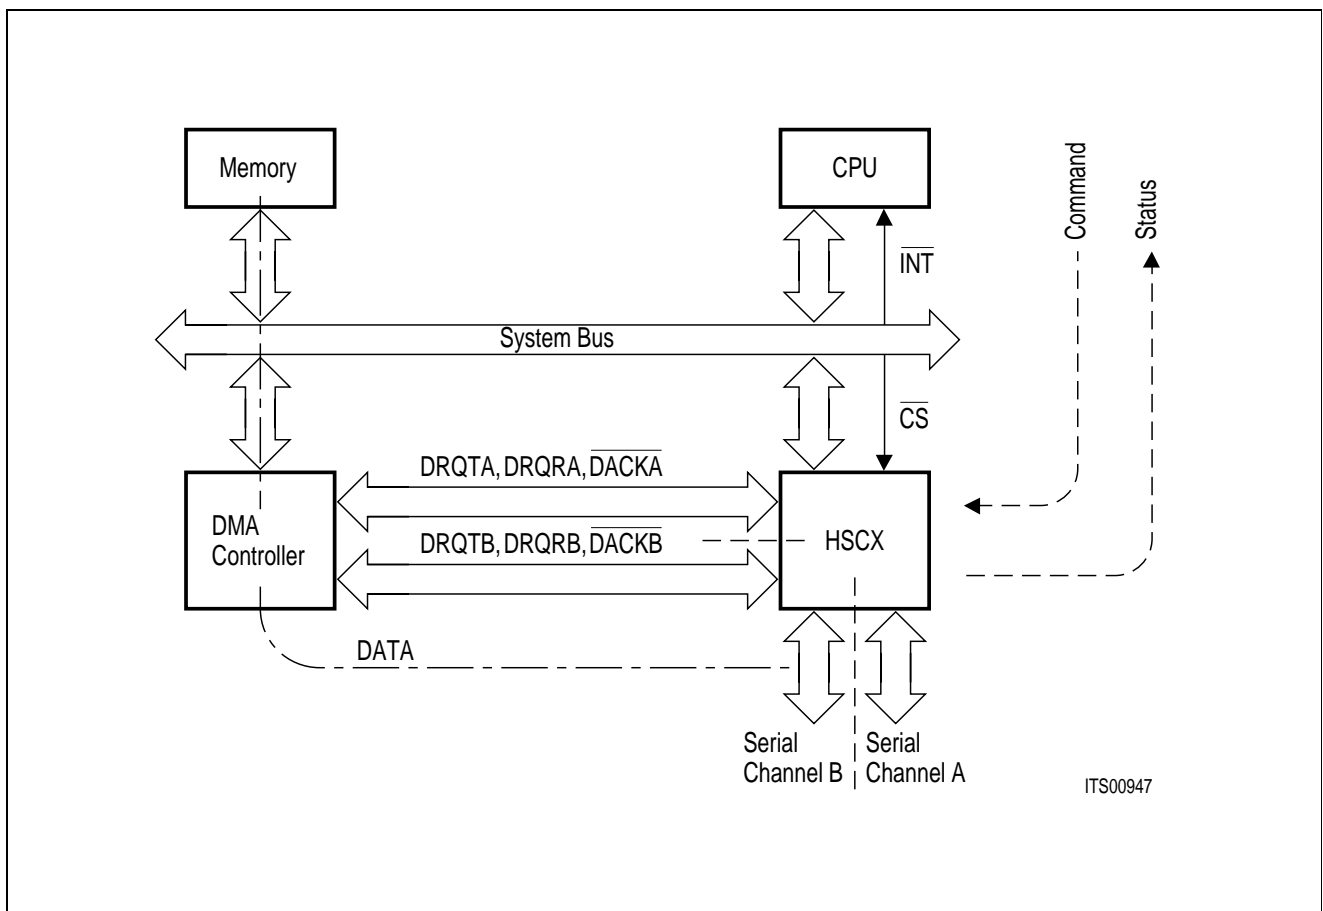 Memory
CPU
Command
Status
INT
System Bus
CS
DRQTA, DRQRA, DACKA
DMA
Controller
DRQTB, DRQRB, DACKB
HSCX
DATA
Serial
Channel B
Serial
Channel A
ITS00947